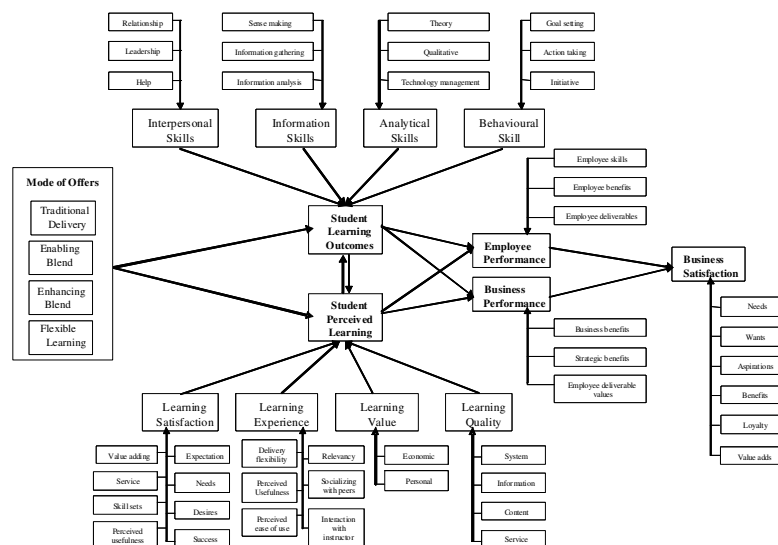 Relationship
Leadership
Help
Sense making
Information gathering
Information analysis
Theory
Qualitative
Technology management
Goal setting
Action taking
Initiative
Interpersonal
Skills
Information
Skills
Analytical
Skills
Behavioural
Skill
Mode of Offers
Traditional
Delivery
Enabling
Blend
Enhancing
Blend
Flexible
Learning
Student
Learning
Outcomes
Student
Perceived
Learning
Employee skills
Employee benefits
Employee deliverables
Employee
Performance
Business
Performance
Business benefits
Strategic benefits
Employee deliverable
values
Business
Satisfaction
Needs
Wants
Aspirations
Benefits
Loyalty
Value adds
Learning
Satisfaction
Learning
Experience
Learning
Value
Learning
Quality
Value adding
Service
Skill sets
Perceived
usefulness
Expectation
Needs
Desires
Success
Delivery
flexibility
Perceived
Usefulness
Perceived
ease of use
Relevancy
Socializing
with peers
Interaction with
instructor
Economic
Personal
System
Information
Content
Service